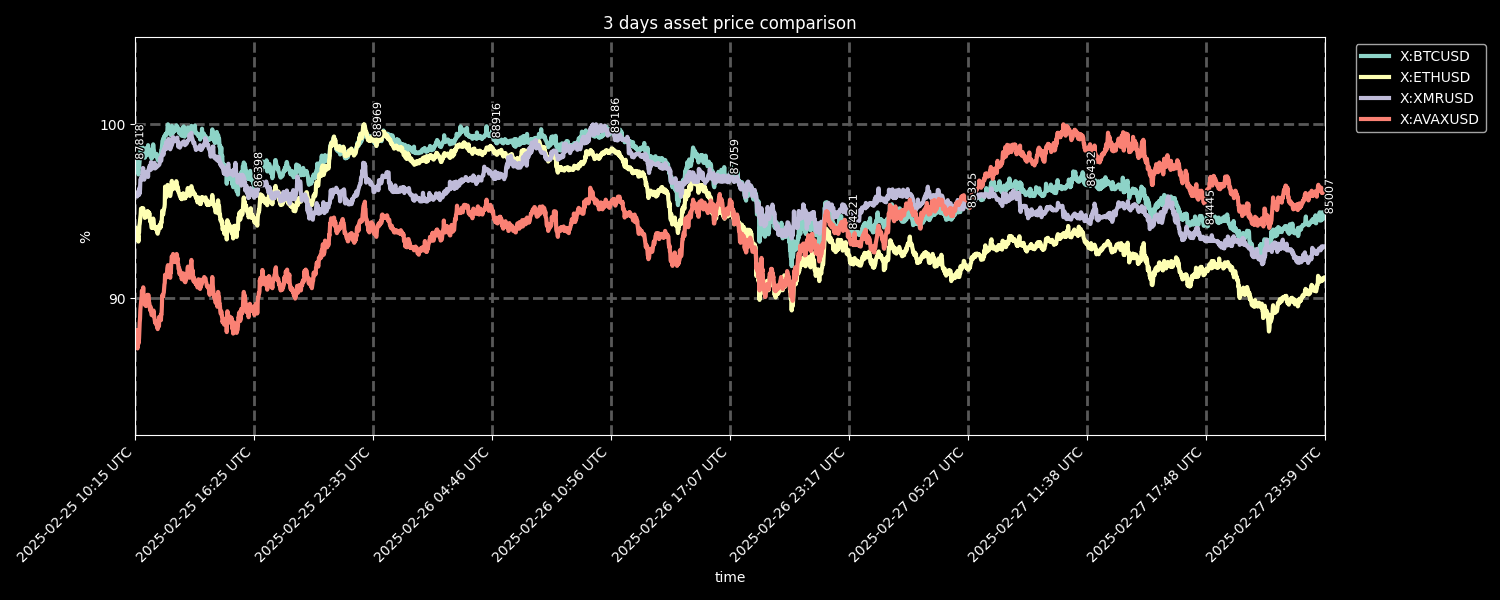 3 days asset price comparison
X:BTCUSD
X:ETHUSD
X:XMRUSD
X:AVAXUSD
100
90
%
87818
86398
88969
88916
89186
87059
84221
85325
86432
84445
85007
2025-02-25 10:15 UTC
2025-02-25 16:25 UTC
2025-02-25 22:35 UTC
2025-02-26 04:46 UTC
2025-02-26 10:56 UTC
2025-02-26 17:07 UTC
2025-02-26 23:17 UTC
2025-02-27 05:27 UTC
2025-02-27 11:38 UTC
2025-02-27 17:48 UTC
2025-02-27 23:59 UTC
time